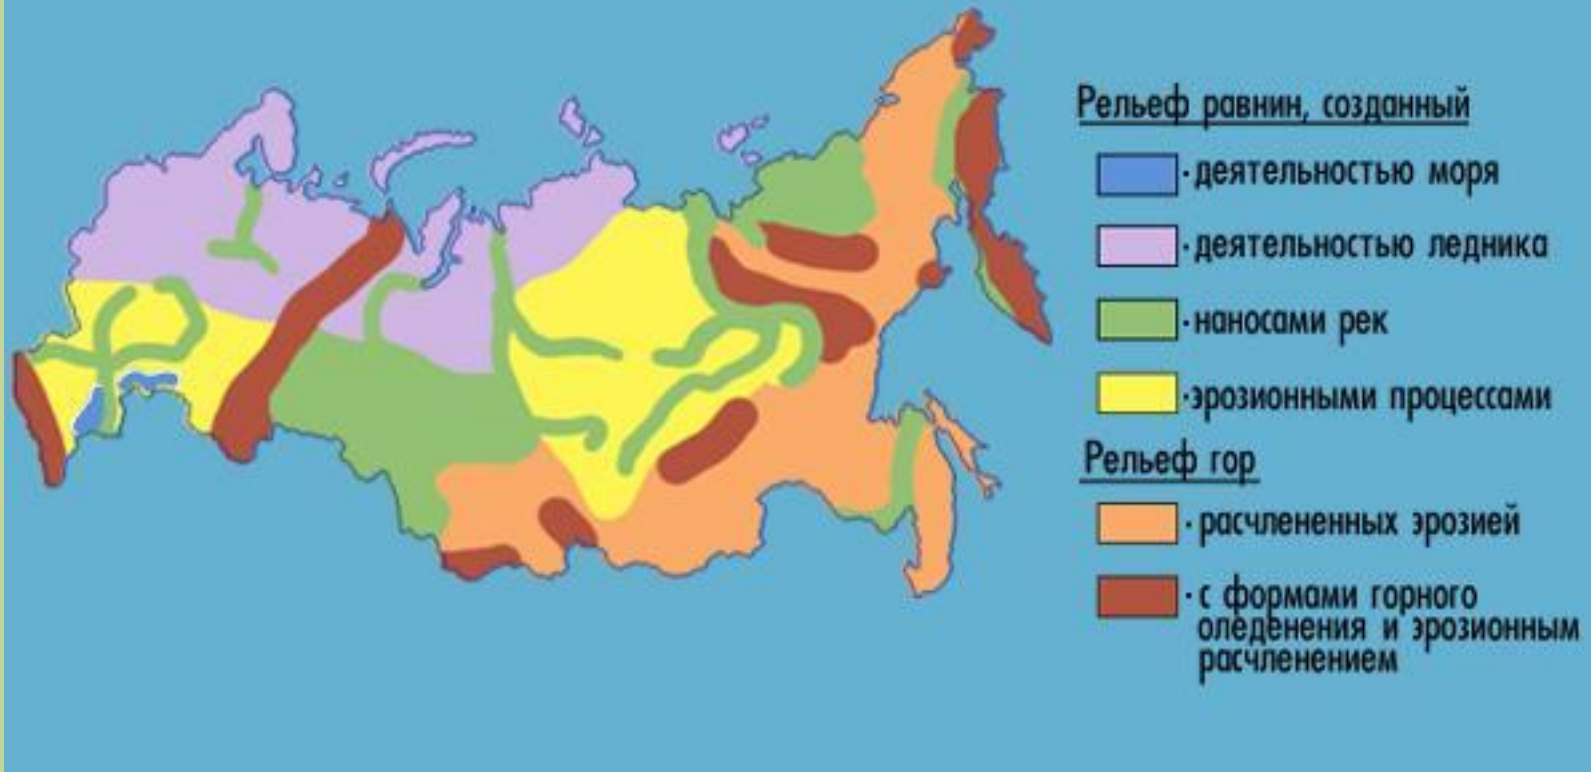 Рельеф равнин, созданный
·деятельностью моря
·деятельностью ледника
·наносами рек
·эрозионными процессами
Рельеф гор
·расчлененных эрозией
·с формами горного
оледенения и эрозионным
расчленением